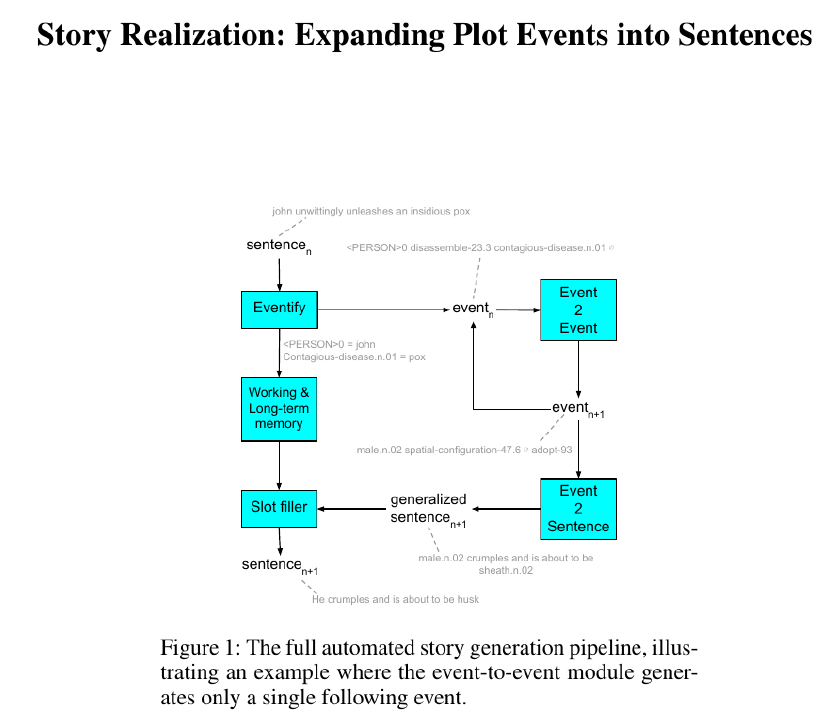 Story Realization: Expanding Plot Events into Sentences
john unwittingly unleashes an insidious pox
sentence n
<PERSON>0 disassemble-23.3 contagious-disease.n.01 ∅
Eventify
event n
Event
2
Event
<PERSON>0 = john
Contagious-disease.n.01 = pox
Working &
Long-term
memory
event n+1
male.n.02 spatial-configuration-47.6 ∅ adopt-93
Slot filler
generalized
sentence n+1
Event
2
Sentence
male.n.02 crumples and is about to be
sheath.n.02
sentence n+1
He crumples and is about to be husk
Figure 1: The full automated story generation pipeline, illus-
trating an example where the event-to-event module gener-
ates only a single following event.